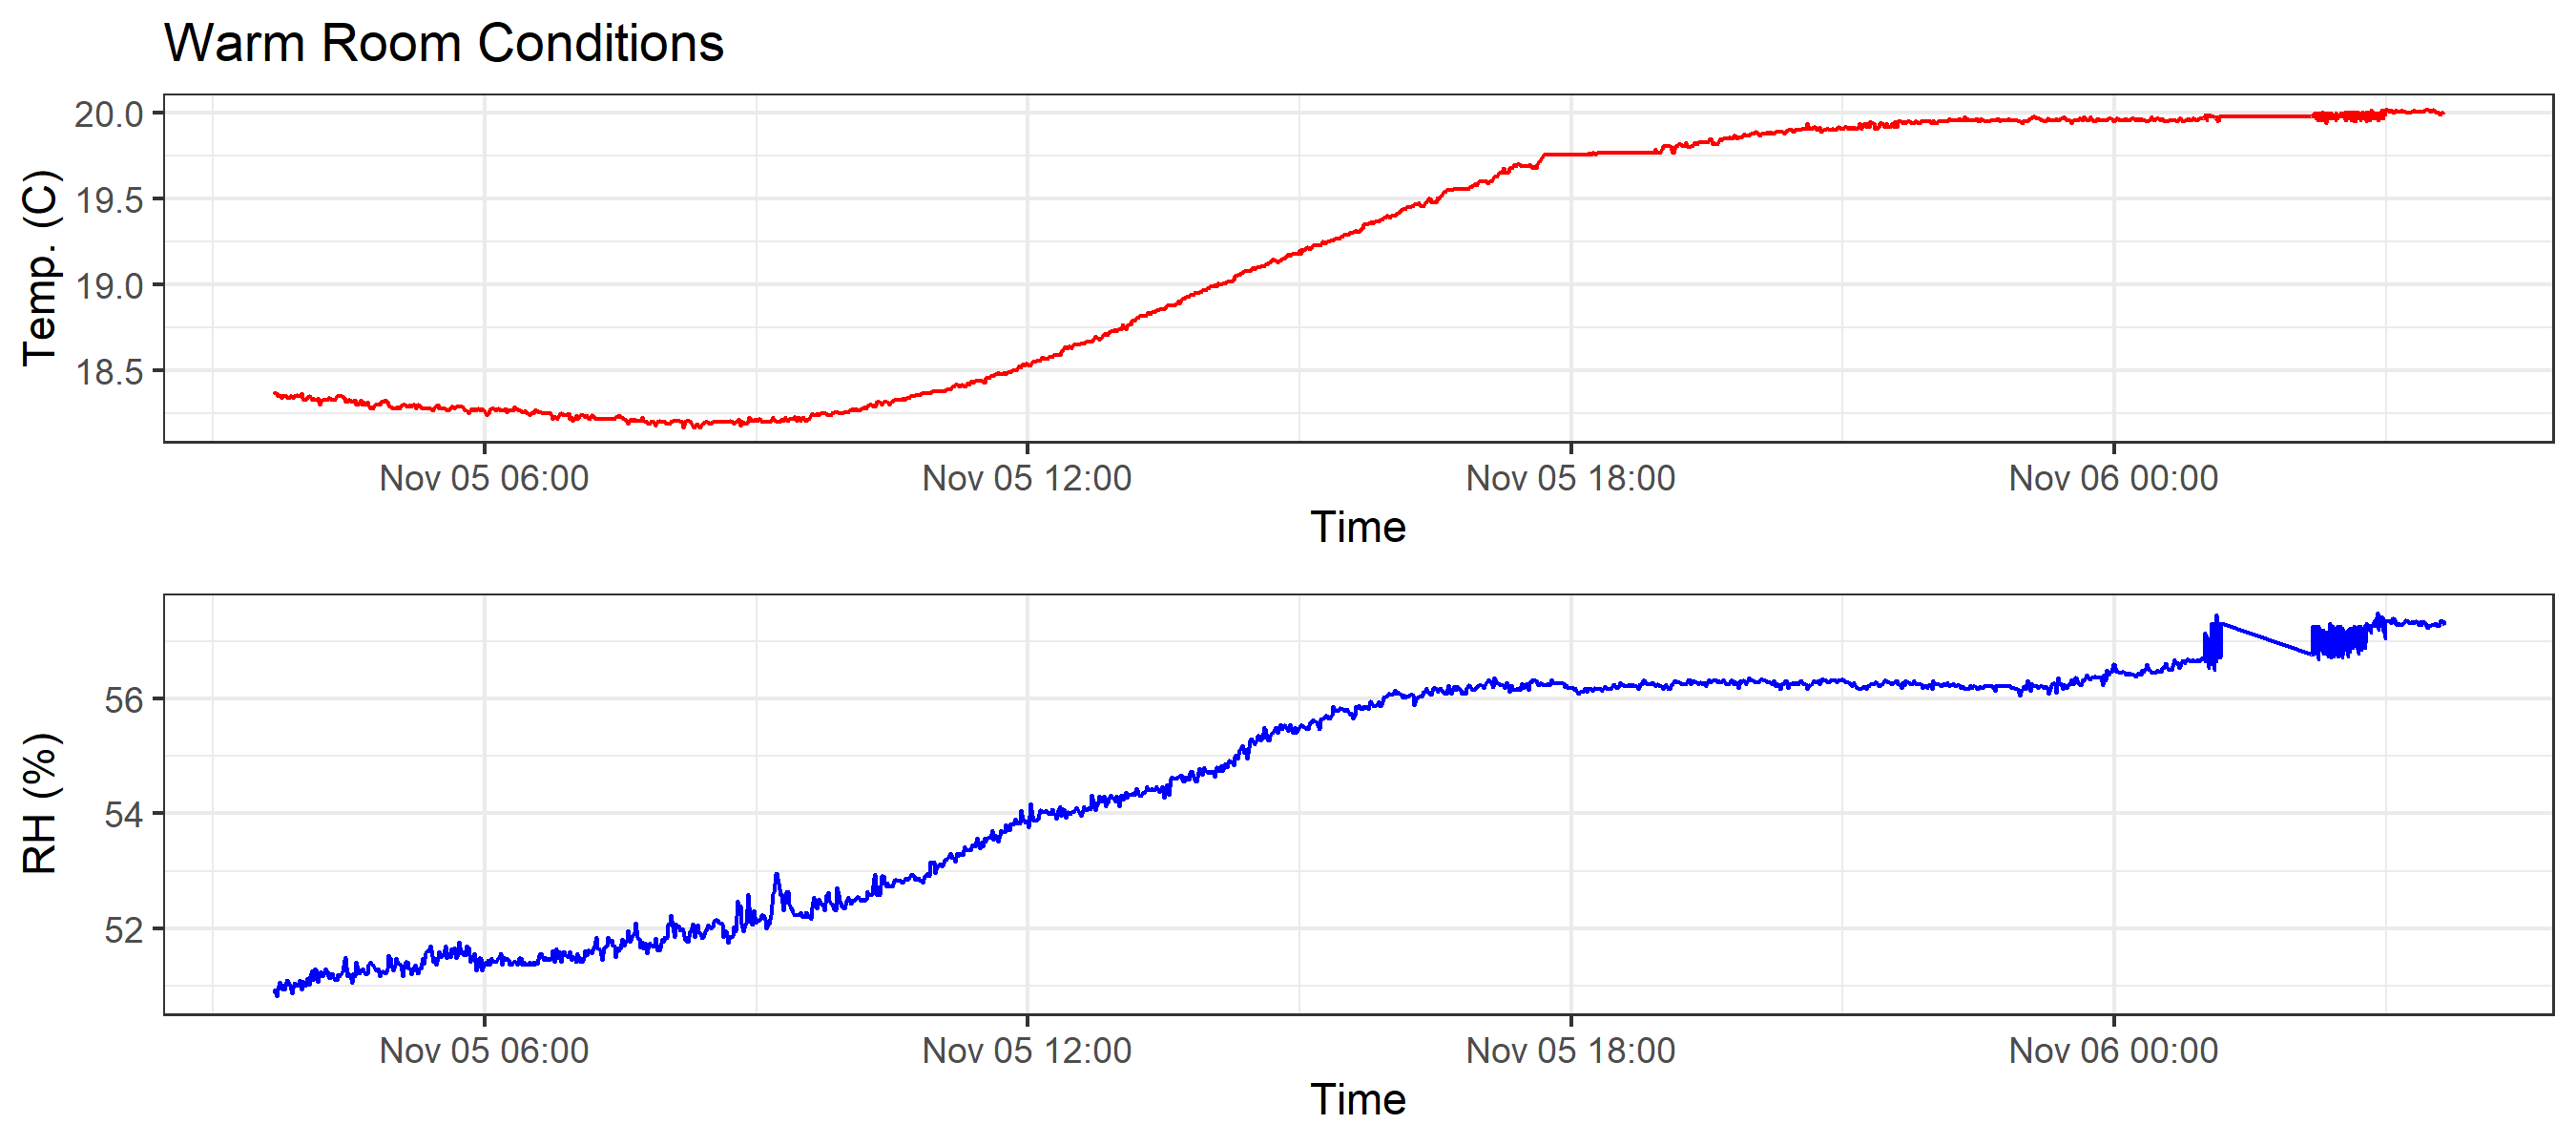 Warm Room Conditions
Temp. (C)
20.0
19.5
19.0
18.5
Nov 05 06:00 Nov 05 12:00 Nov 05 18:00 Nov 06 00:00
Time
RH (%)
56
54
52
Nov 05 06:00 Nov 05 12:00 Nov 05 18:00 Nov 06 00:00
Time